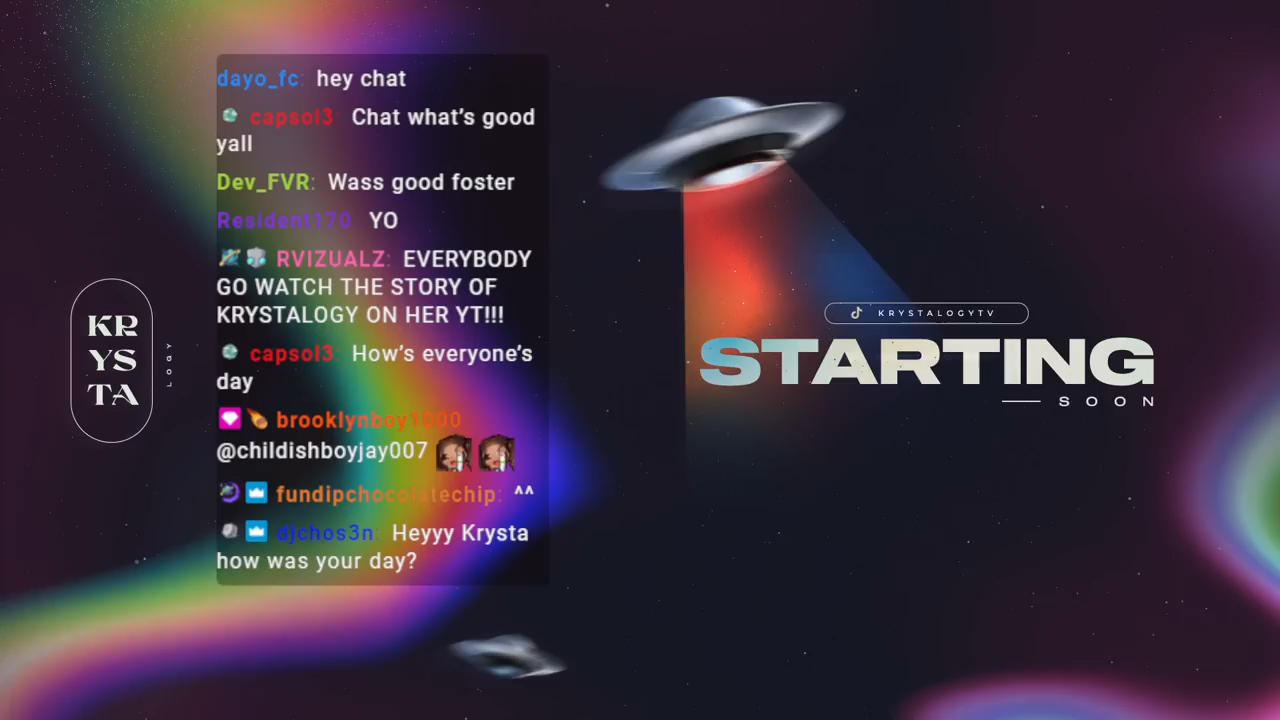 dayo_fc: hey chat
capsol3: Chat what's good
yall
Dev_FVR: Wass good foster
Resident170 YO
RVIZUALZ: EVERYBODY
GO WATCH THE STORY OF
KRYSTALOGY ON HER YT!!!
capsol3: How's everyone's
day
brooklynboy1000
@childishboyjay007
fundipchocolatechip: ^^
djchos3n: Heyyy Krysta
how was your day?
KR
YS
TA
LOGY
KRYSTALOGYTV
STARTING
SOON